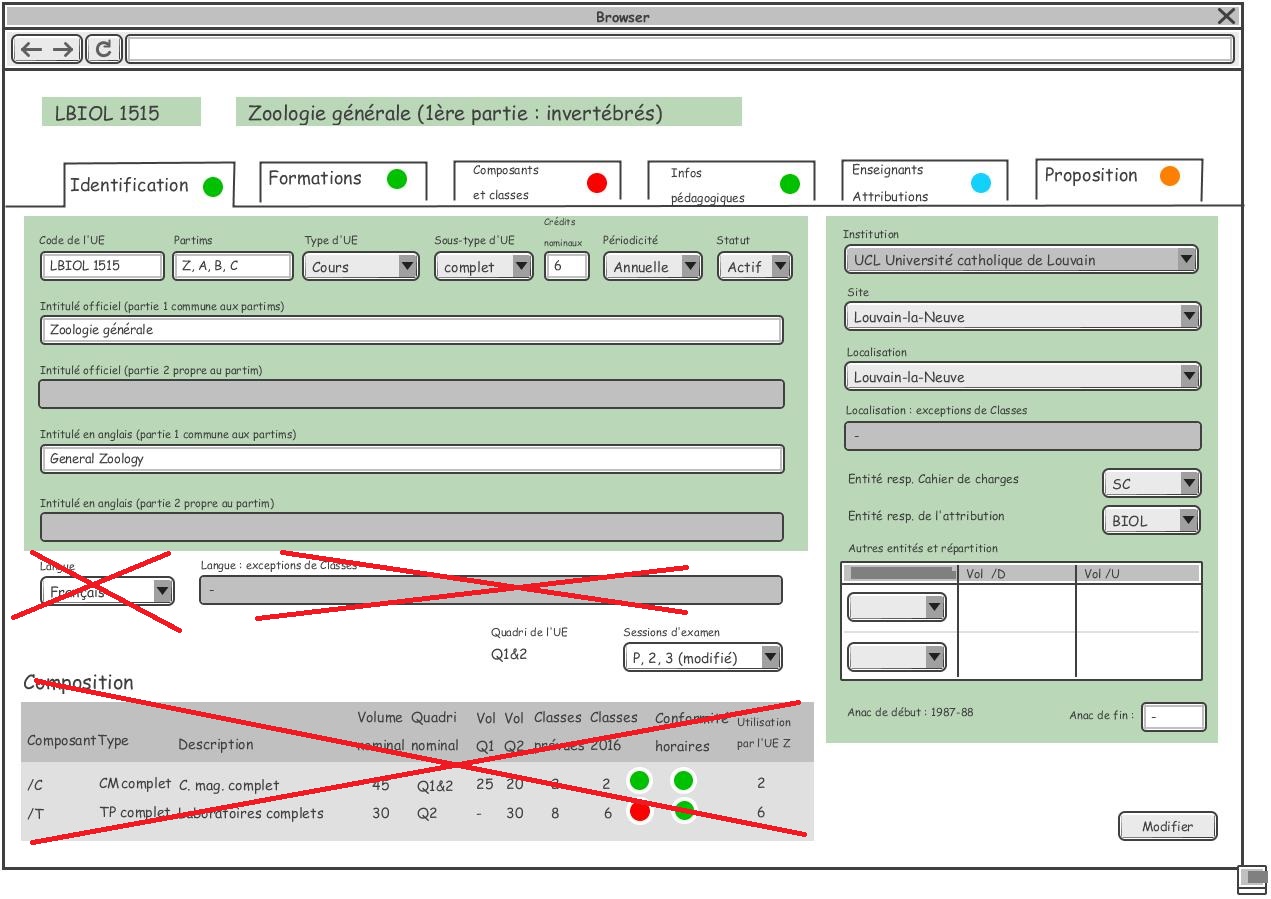 Browser
LBIOL 1515
Zoologie générale (1ère partie : invertébrés)
Identification
Formations
Composants
et classes
Infos
pédagogiques
Enseignants
Attributions
Proposition
Code de l'UE
Partims
Type d'UE
Sous-type d'UE
Crédits
nominaux
Périodicité
Statut
LBIOL 1515
Z, A, B, C
Cours
complet
6
Annuelle
Actif
Intitulé officiel (partie 1 commune aux partims)
Zoologie générale
Intitulé officiel (partie 2 propre au partim)
Intitulé en anglais (partie 1 commune aux partims)
General Zoology
Intitulé en anglais (partie 2 propre au partim)
Langue
Français
Langue : exceptions de Classes
-
Quadri de l'UE
Q1&2
Sessions d'examen
P, 2, 3 (modifié)
Composition
Composant Type Description Volume nominal Quadri nominal Vol Q1 Vol Q2 Classes prévues Classes 2016 Conformité horaires Utilisation par l'UE Z
/C CM complet C. mag. complet 45 Q1&2 25 20 2 2 2
/T TP complet Laboratoires complets 30 Q2 - 30 8 6 6
Institution
UCL Université catholique de Louvain
Site
Louvain-la-Neuve
Localisation
Louvain-la-Neuve
Localisation : exceptions de Classes
-
Entité resp. Cahier de charges
SC
Entité resp. de l'attribution
BIOL
Autres entités et répartition
Vol /D
Vol /U
Anac de début : 1987-88
Anac de fin :
-
Modifier